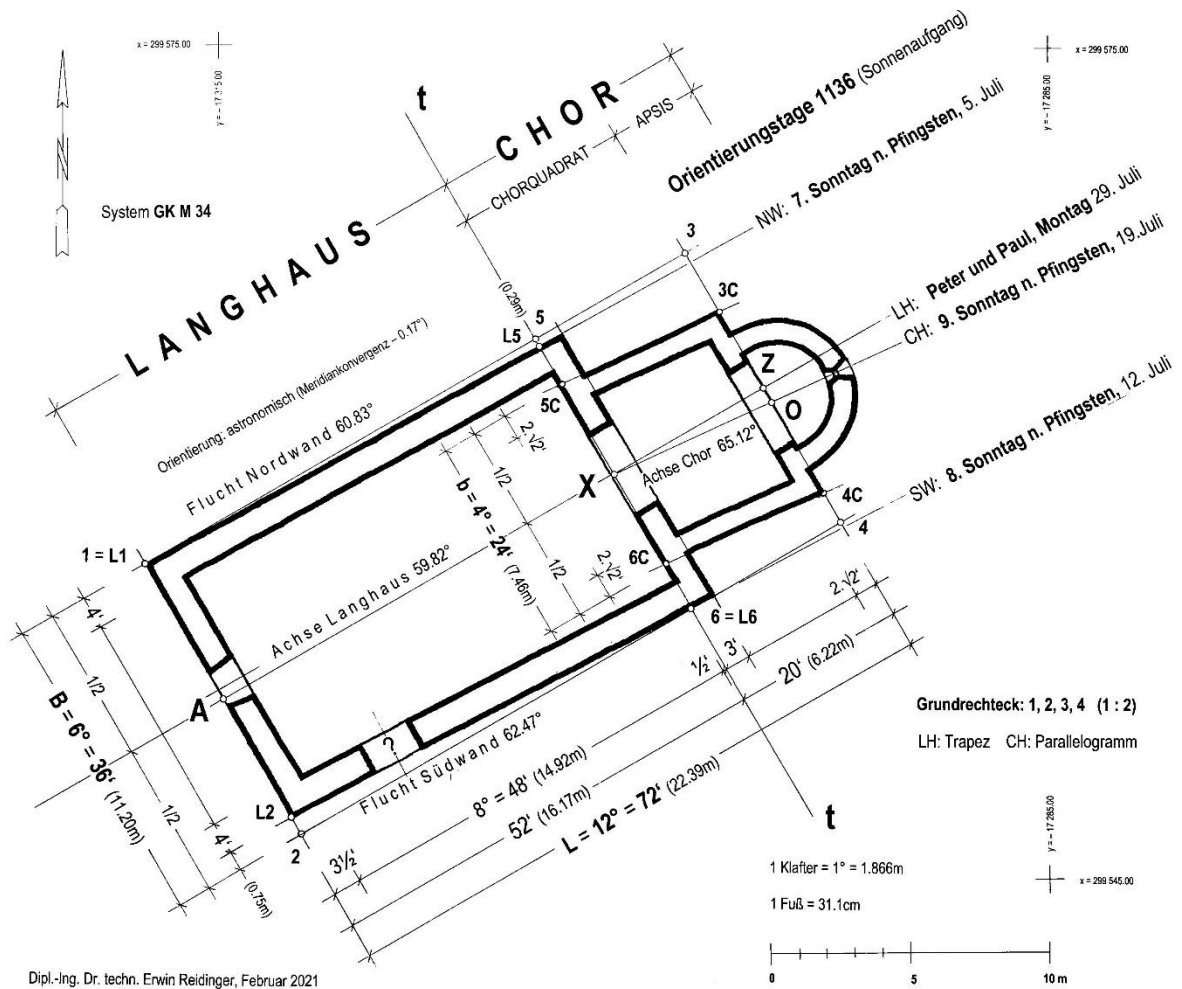 x = 299 575.00
y = – 17 315.00
x = 299 575.00
y = – 17 285.00
N
System GK M 34
t
LANGHAUS
CHOR
CHORQUADRAT
APSIS
Orientierungstage 1136 (Sonnenaufgang)
NW: 7. Sonntag n. Pfingsten, 5. Juli
LH: Peter und Paul, Montag 29. Juli
CH: 9. Sonntag n. Pfingsten, 19.Juli
SW: 8. Sonntag n. Pfingsten, 12. Juli
(0.29m)
3
3C
5
L5
5C
Z
O
X
Achse Chor 65.12°
4C
4
6C
6 = L6
Orientierung: astronomisch (Meridiankonvergenz – 0.17°)
Flucht Nordwand 60.83°
2.√2'
1/2
b = 4° = 24' (7.46m)
1/2
2.√2'
1 = L1
Achse Langhaus 59.82°
A
4'
1/2
B = 6° = 36' (11.20m)
1/2
4'
(0.75m)
L2
2
?
Flucht Südwand 62.47°
3½'
8° = 48' (14.92m)
52' (16.17m)
L = 12° = 72' (22.39m)
½'
3'
20' (6.22m)
2.√2'
t
Grundrechteck: 1, 2, 3, 4 (1 : 2)
LH: Trapez CH: Parallelogramm
y = – 17 285.00
x = 299 545.00
1 Klafter = 1° = 1.866m
1 Fuß = 31.1cm
0 5 10 m
Dipl.-Ing. Dr. techn. Erwin Reidinger, Februar 2021